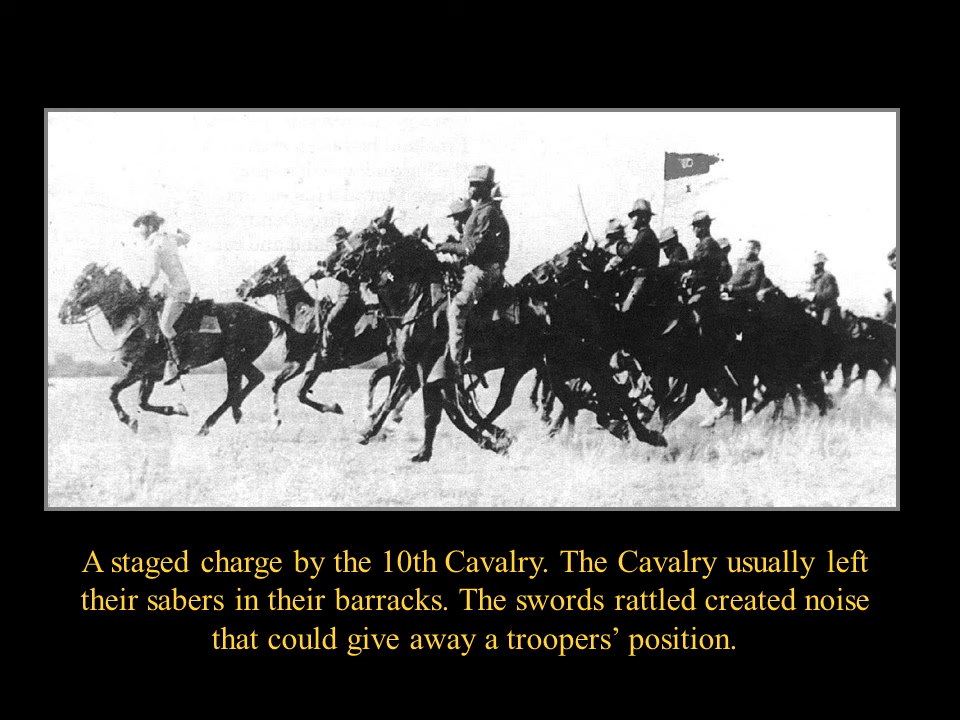 A staged charge by the 10th Cavalry. The Cavalry usually left
their sabers in their barracks. The swords rattled created noise
that could give away a troopers’ position.